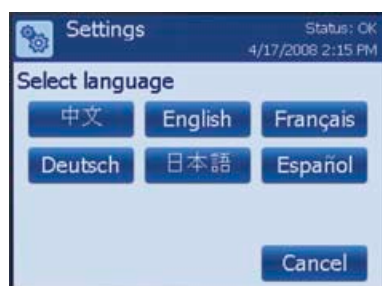 Settings
Status: OK
4/17/2008 2:15 PM
Select language
中文 English Français
Deutsch 日本語 Español
Cancel